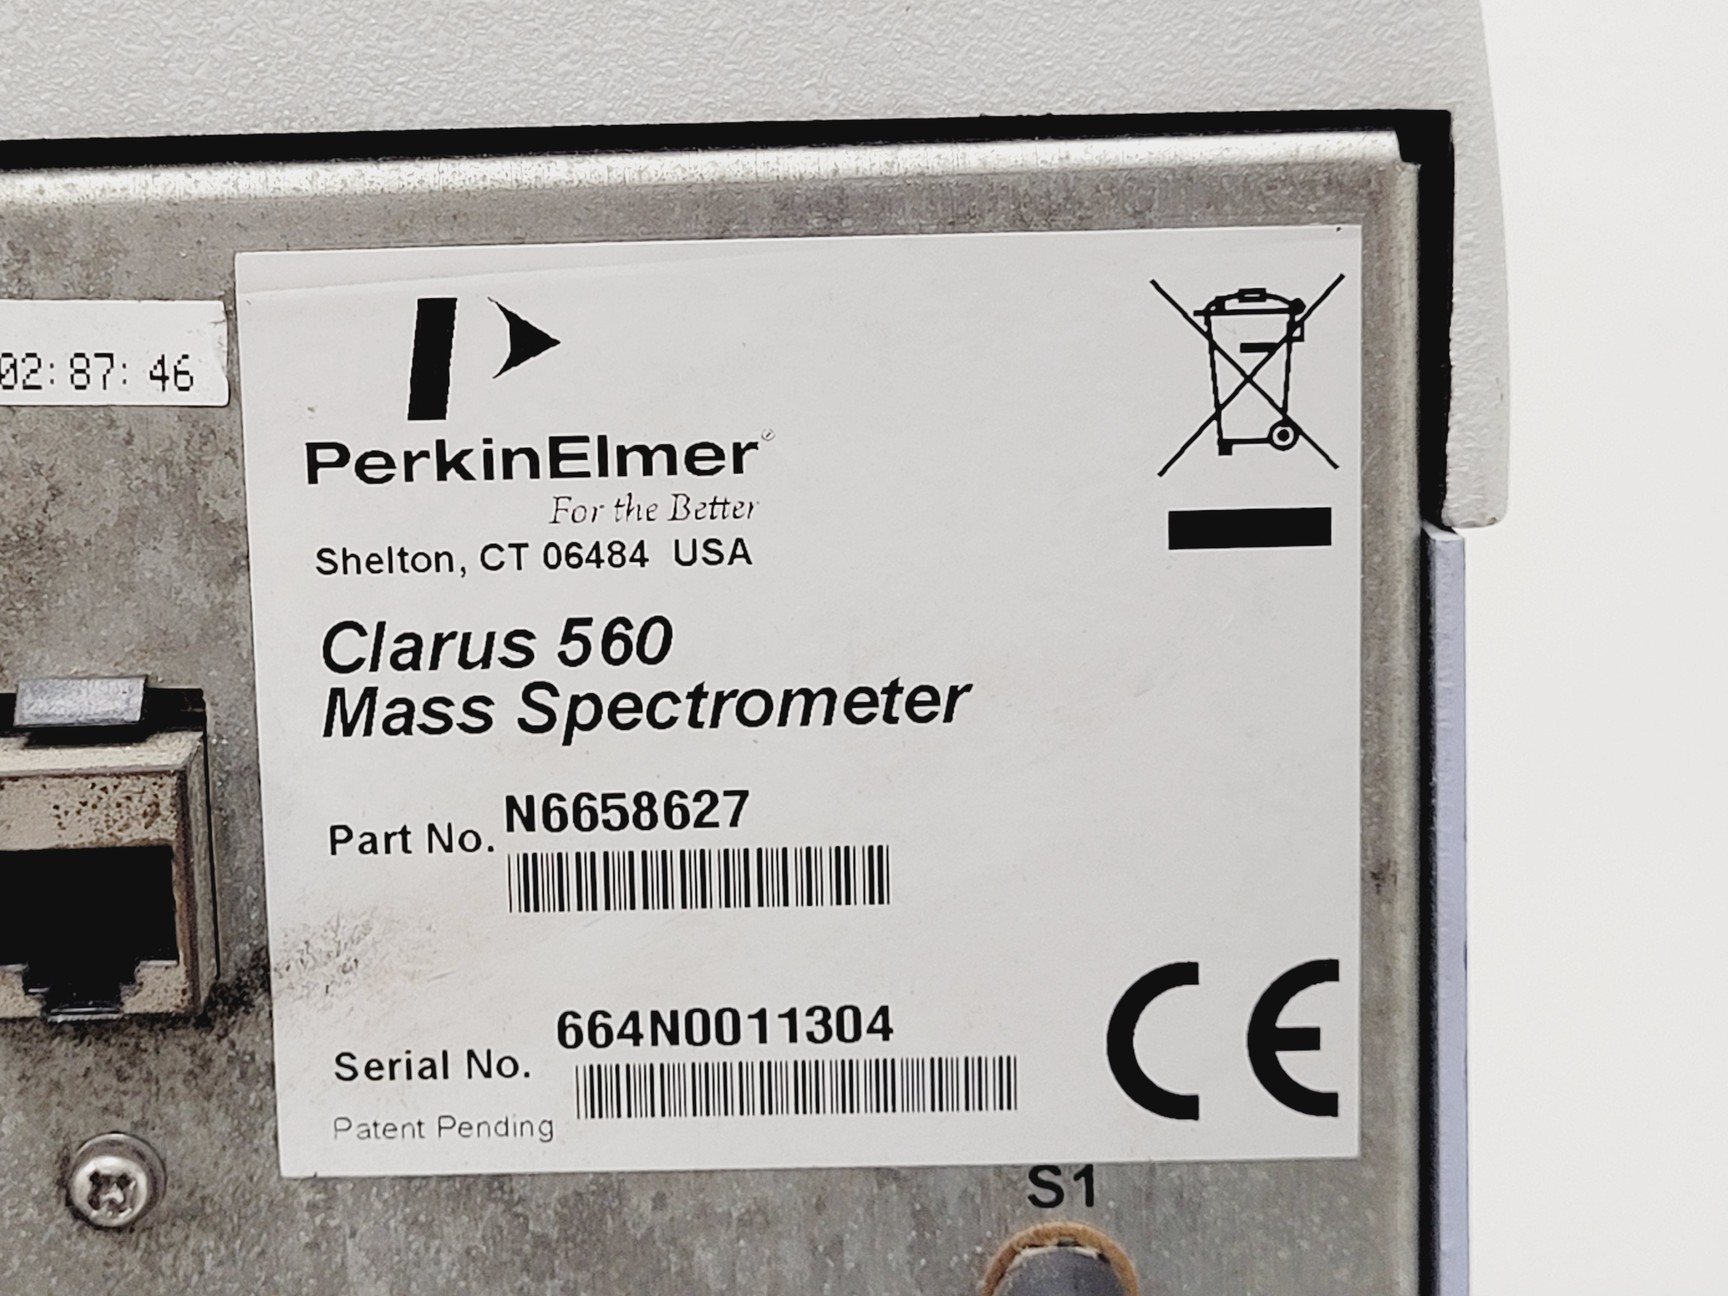 02:87:46
PerkinElmer
For the Better
Shelton, CT 06484 USA
Clarus 560
Mass Spectrometer
Part No. N6658627
Serial No. 664N0011304
Patent Pending
CE
S1